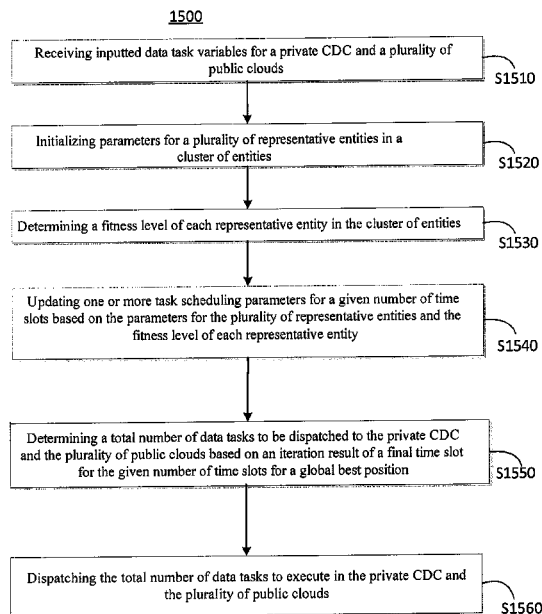 1500
Receiving inputted data task variables for a private CDC and a plurality of
public clouds
S1510
Initializing parameters for a plurality of representative entities in a
cluster of entities
S1520
Determining a fitness level of each representative entity in the cluster of entities
S1530
Updating one or more task scheduling parameters for a given number of time
slots based on the parameters for the plurality of representative entities and the
fitness level of each representative entity
S1540
Determining a total number of data tasks to be dispatched to the private CDC
and the plurality of public clouds based on an iteration result of a final time slot
for the given number of time slots for a global best position
S1550
Dispatching the total number of data tasks to execute in the private CDC and
the plurality of public clouds
S1560